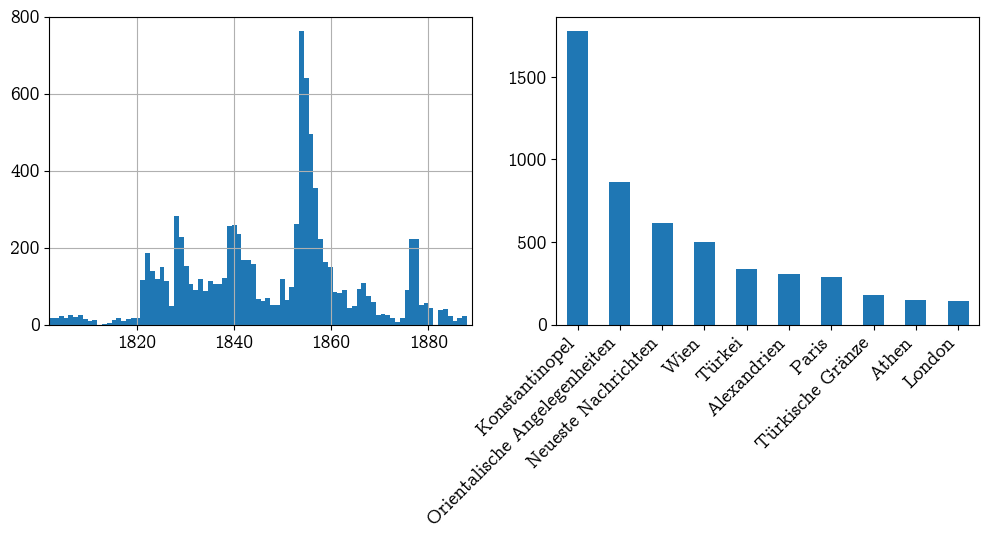 800
600
400
200
0
1820 1840 1860 1880
1500
1000
500
0
Konstantinopel
Orientalische Angelegenheiten
Neueste Nachrichten
Wien
Türkei
Alexandrien
Paris
Türkische Gränze
Athen
London